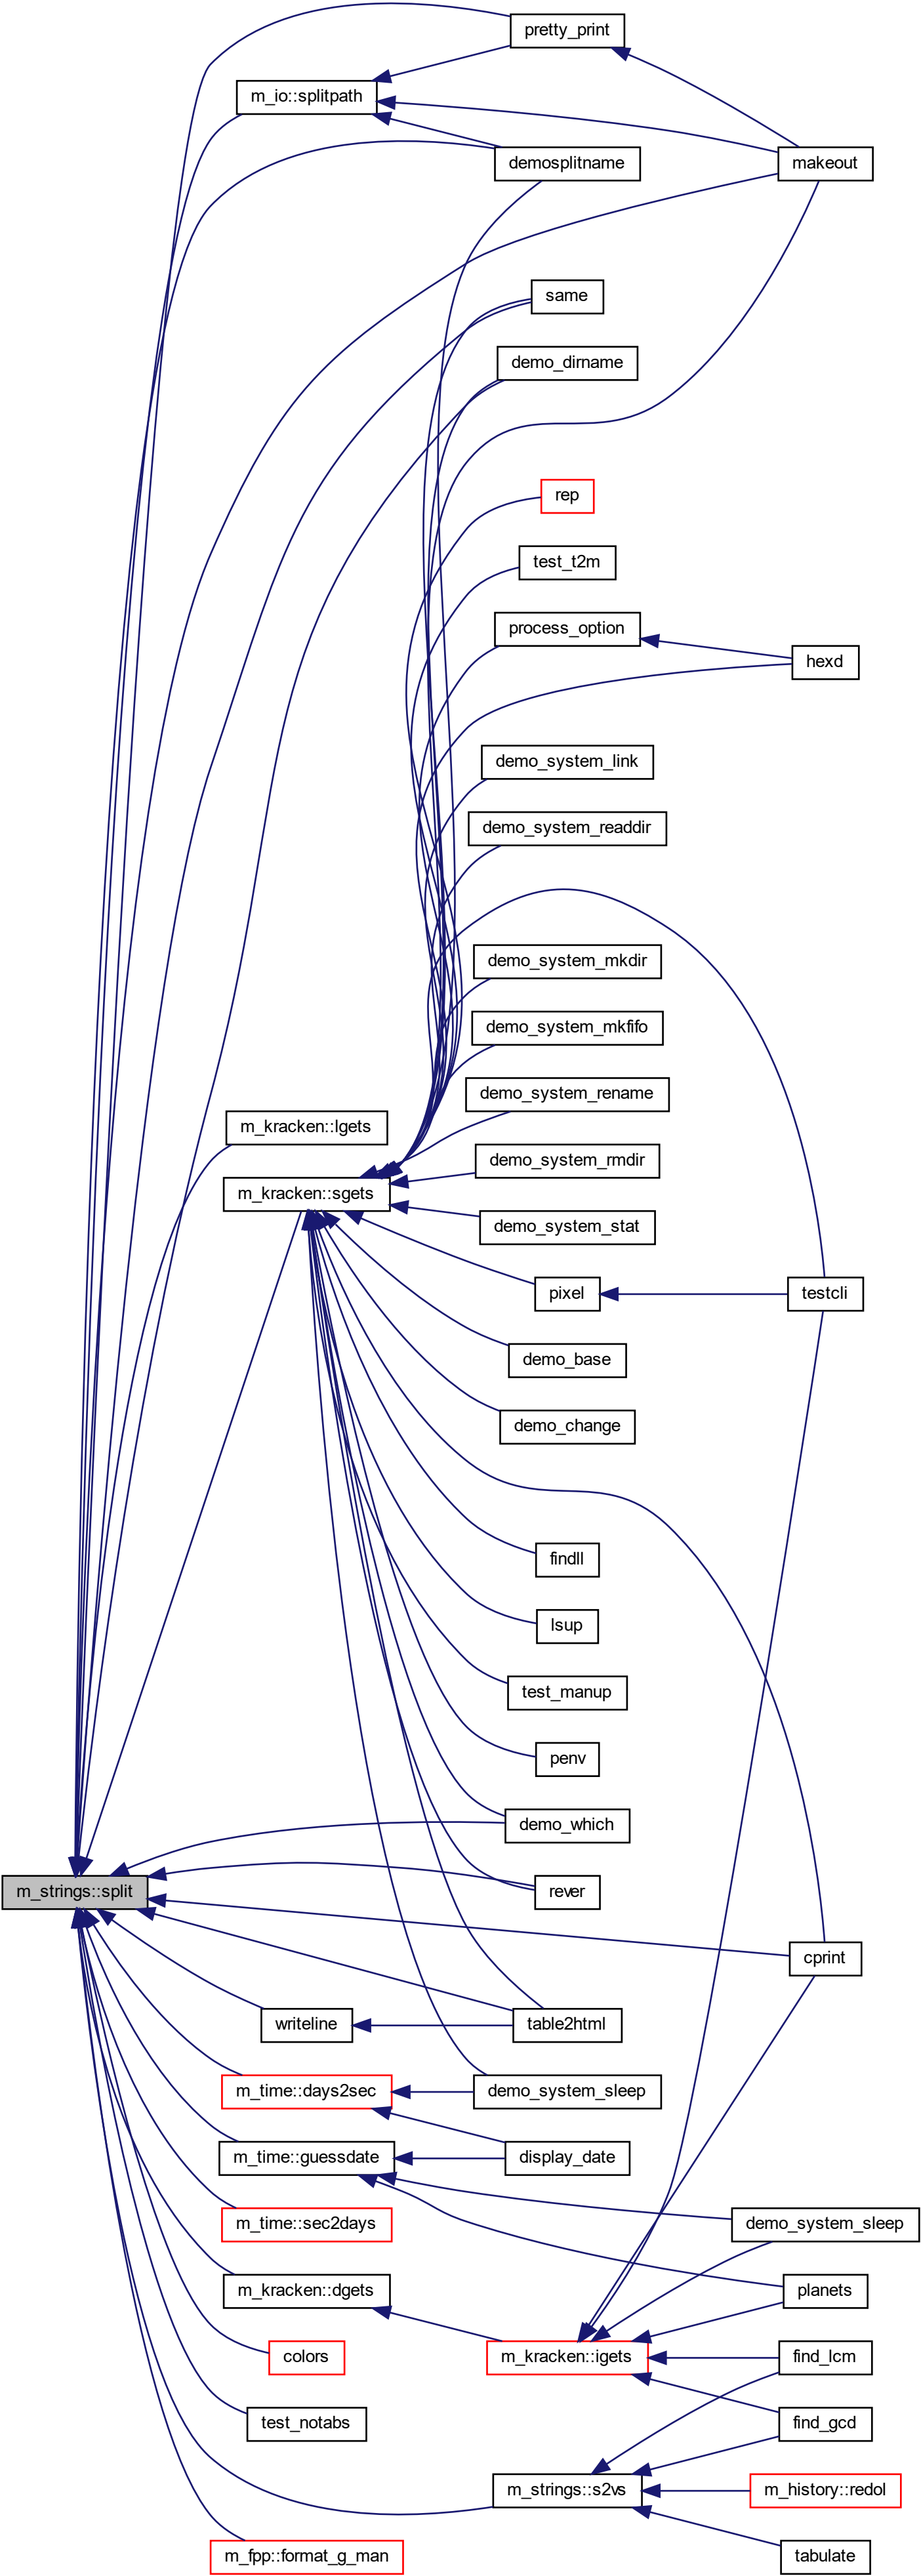 pretty_print
m_io::splitpath
demosplitname
makeout
same
demo_dirname
rep
test_t2m
process_option
hexd
demo_system_link
demo_system_readdir
demo_system_mkdir
demo_system_mkfifo
demo_system_rename
m_kracken::lgets
demo_system_rmdir
m_kracken::sgets
demo_system_stat
pixel
testcli
demo_base
demo_change
findll
lsup
test_manup
penv
demo_which
m_strings::split
rever
cprint
writeline
table2html
m_time::days2sec
demo_system_sleep
m_time::guessdate
display_date
m_time::sec2days
demo_system_sleep
m_kracken::dgets
planets
colors
m_kracken::igets
find_lcm
test_notabs
find_gcd
m_strings::s2vs
m_history::redol
m_fpp::format_g_man
tabulate